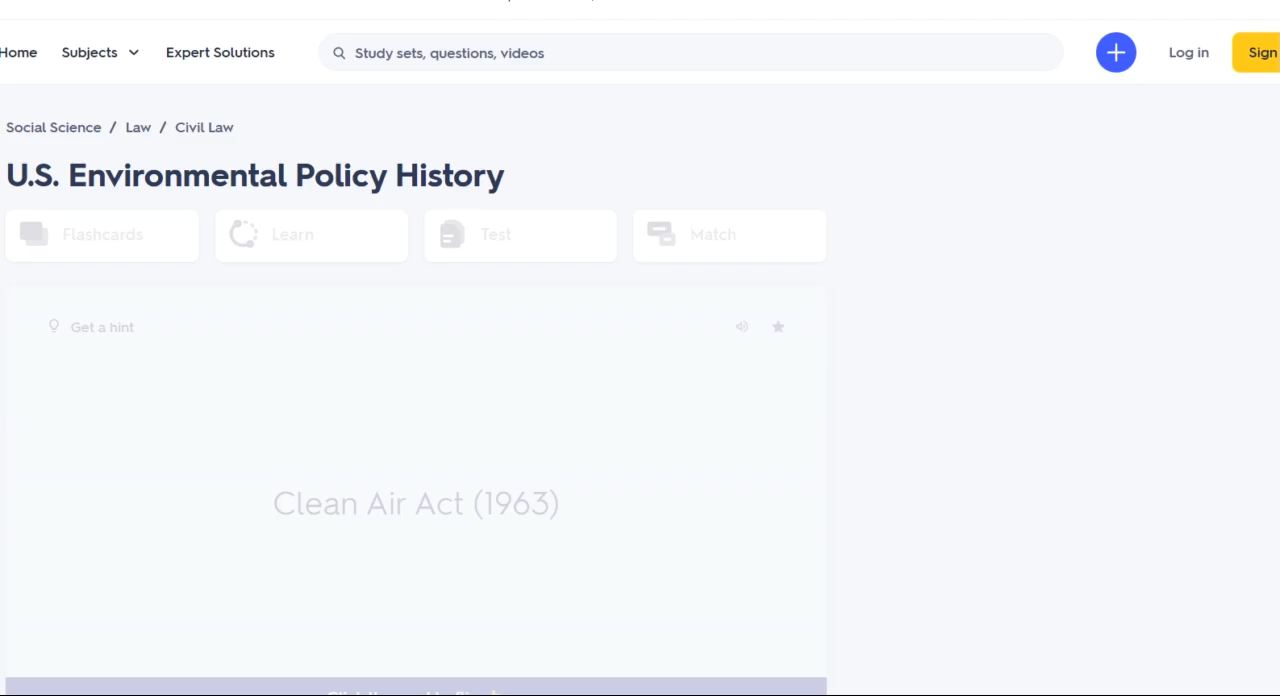 Home Subjects Expert Solutions Study sets, questions, videos Log in Sign
Social Science / Law / Civil Law
U.S. Environmental Policy History
Flashcards Learn Test Match
Get a hint
Clean Air Act (1963)